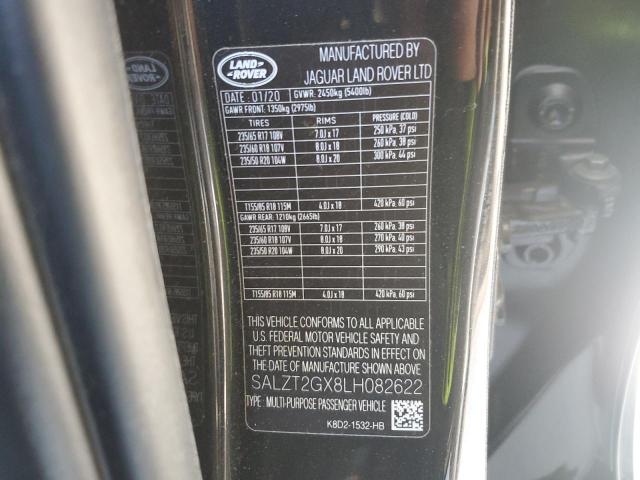 LAND ROVER
MANUFACTURED BY
JAGUAR LAND ROVER LTD
DATE : 01/20 GVWR: 2450kg (5400lb)
GAWR FRONT: 1350kg (2975lb)
TIRES RIMS PRESSURE (COLD)
235/65 R17 108V 7.0J x 17 250 kPa, 37 psi
235/60 R18 107V 8.0J x 18 260 kPa, 38 psi
235/50 R20 104W 8.0J x 20 300 kPa, 44 psi
T155/85 R18 115M 4.0J x 18 420 kPa, 60 psi
GAWR REAR: 1210kg (2665lb)
235/65 R17 108V 7.0J x 17 260 kPa, 38 psi
235/60 R18 107V 8.0J x 18 270 kPa, 40 psi
235/50 R20 104W 8.0J x 20 290 kPa, 43 psi
T155/85 R18 115M 4.0J x 18 420 kPa, 60 psi
THIS VEHICLE CONFORMS TO ALL APPLICABLE
U.S. FEDERAL MOTOR VEHICLE SAFETY AND
THEFT PREVENTION STANDARDS IN EFFECT ON
THE DATE OF MANUFACTURE SHOWN ABOVE
SALZT2GX8LH082622
TYPE: MULTI-PURPOSE PASSENGER VEHICLE
K8D2-1532-HB